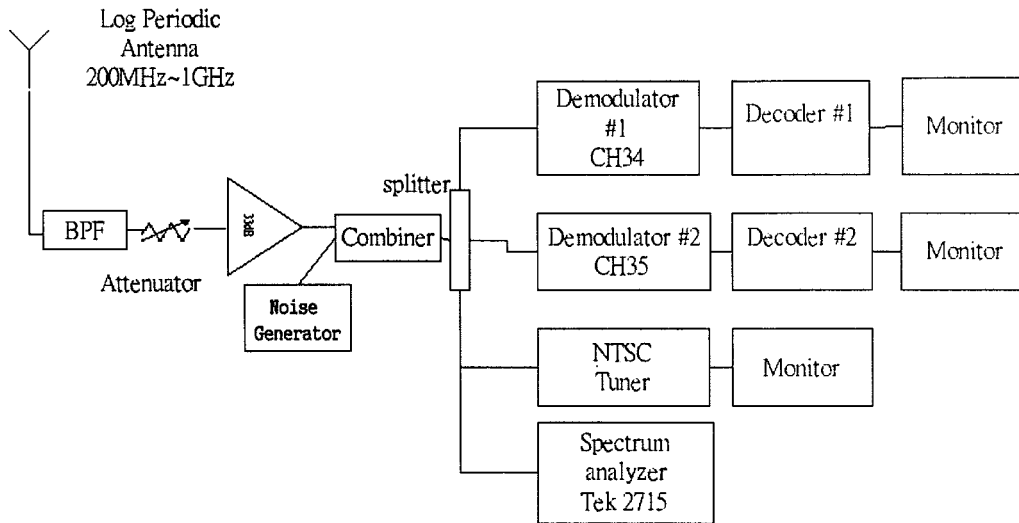 Log Periodic
Antenna
200MHz~1GHz
Demodulator
#1
CH34
Decoder #1
Monitor
splitter
BPF
Attenuator
33dB
Combiner
Noise
Generator
Demodulator #2
CH35
Decoder #2
Monitor
NTSC
Tuner
Monitor
Spectrum
analyzer
Tek 2715